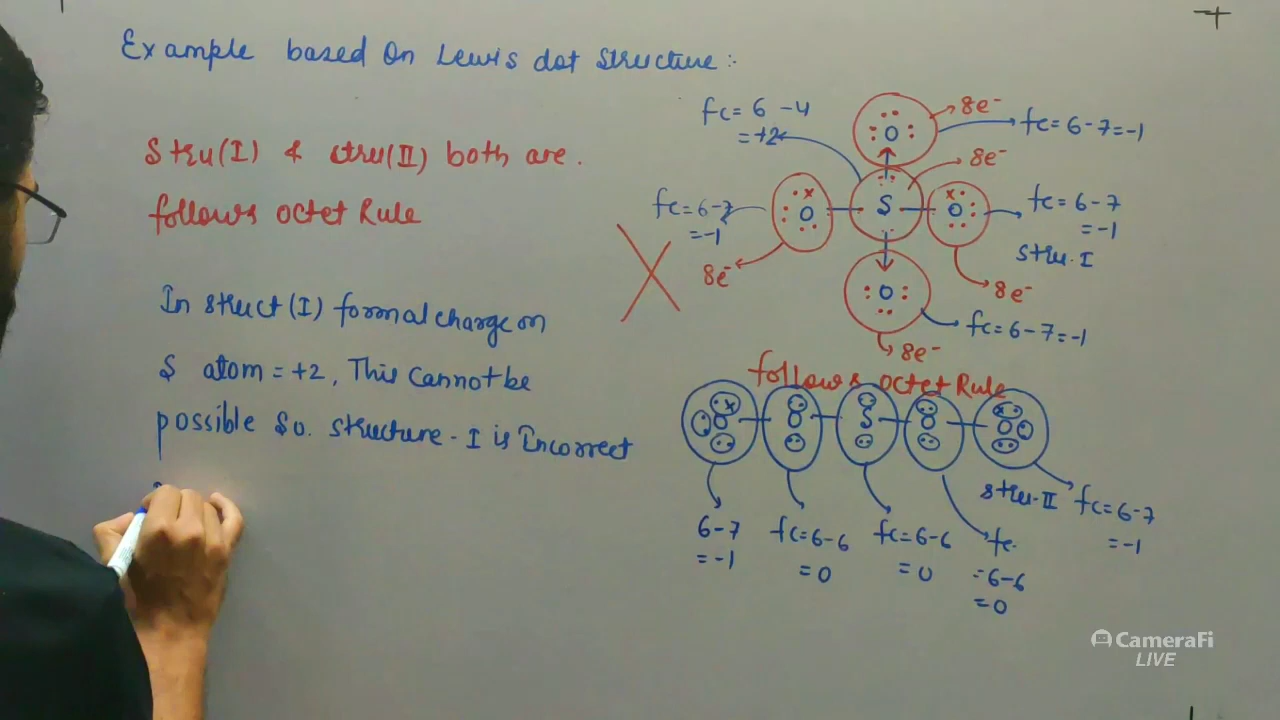 Example based On Lewis dot structure :-
Stru(I) & stru(II) both are.
follows octet Rule
In struct (I) formal charge on
S atom = +2, This cannot be
possible So. structure - I is Incorrect
fc = 6 - 4
= +2
8e⁻
fc = 6 - 7 = -1
8e⁻
fc = 6 - 7
= -1
8e⁻
fc = 6 - 7
= -1
stru. I
8e⁻
fc = 6 - 7 = -1
8e⁻
O
O S O
O
follows octet Rule
O O S O O
stru. II
6 - 7
= -1
fc = 6 - 6
= 0
fc = 6 - 6
= 0
fc.
= 6 - 6
= 0
fc = 6 - 7
= -1
CameraFi
LIVE